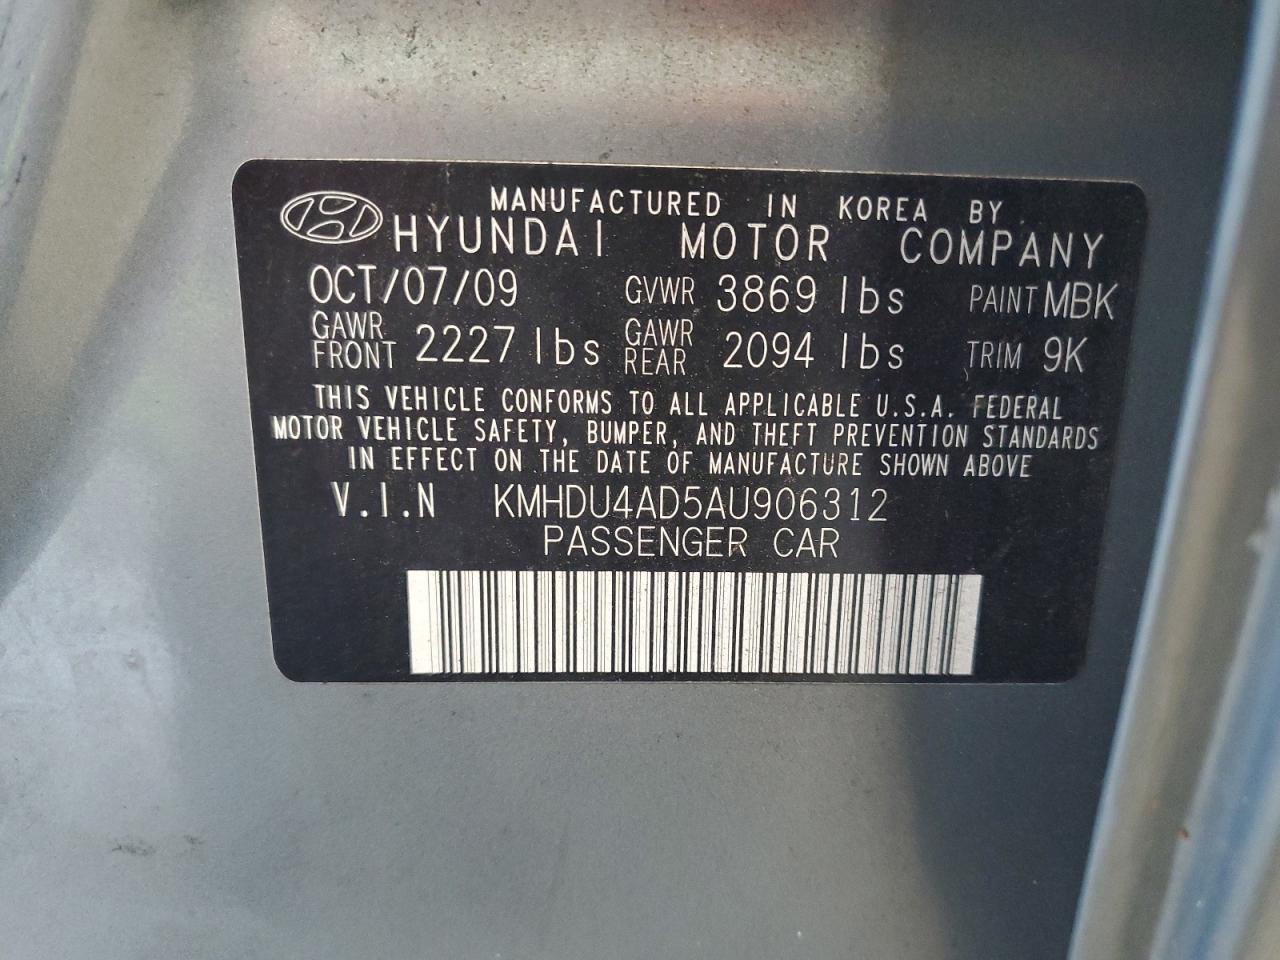 MANUFACTURED IN KOREA BY
HYUNDAI MOTOR COMPANY
OCT/07/09 GVWR 3869 lbs PAINT MBK
GAWR FRONT 2227 lbs GAWR REAR 2094 lbs TRIM 9K
THIS VEHICLE CONFORMS TO ALL APPLICABLE U.S.A. FEDERAL
MOTOR VEHICLE SAFETY, BUMPER, AND THEFT PREVENTION STANDARDS
IN EFFECT ON THE DATE OF MANUFACTURE SHOWN ABOVE
V.I.N KMHDU4AD5AU906312
PASSENGER CAR